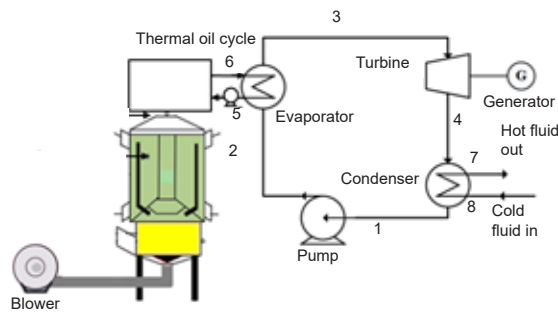 3
Thermal oil cycle
Turbine
6
G
Generator
5
Evaporator
4
Hot fluid
out
2
7
Condenser
8
Cold
fluid in
1
Pump
Blower